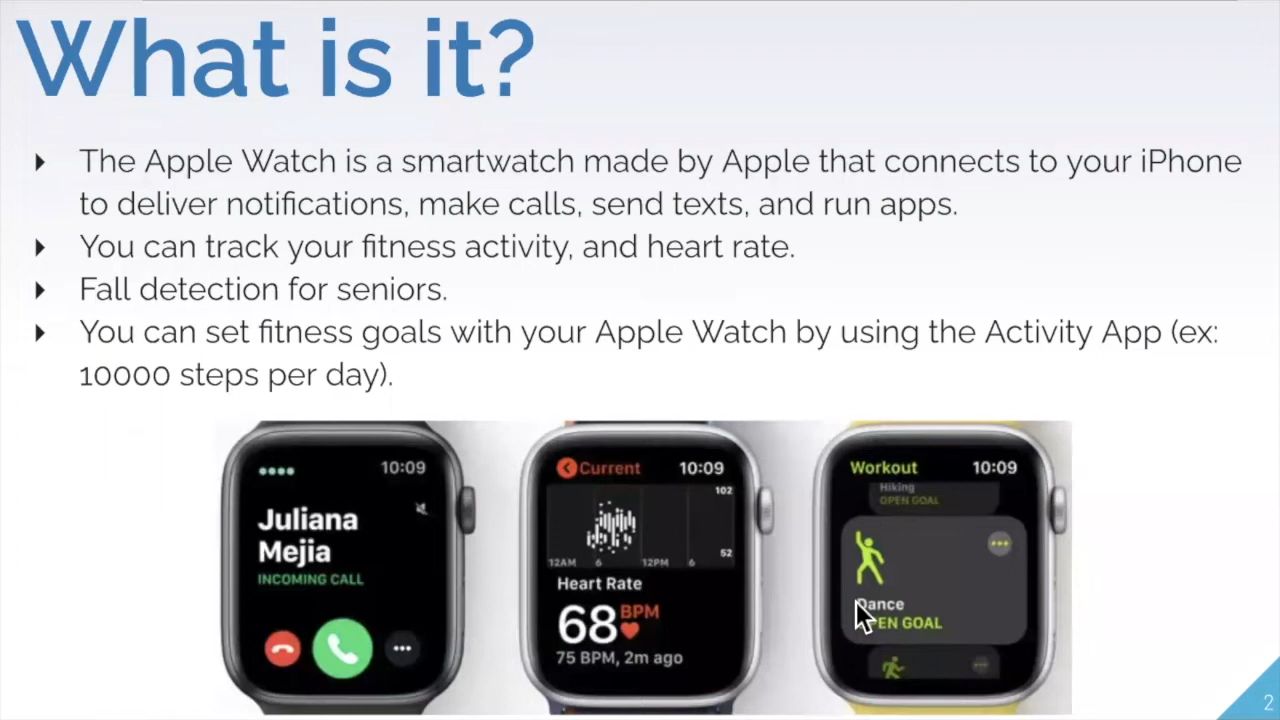 What is it?
The Apple Watch is a smartwatch made by Apple that connects to your iPhone
to deliver notifications, make calls, send texts, and run apps.
You can track your fitness activity, and heart rate.
Fall detection for seniors.
You can set fitness goals with your Apple Watch by using the Activity App (ex:
10000 steps per day).
10:09
Juliana
Mejia
INCOMING CALL
Current 10:09
102
52
12AM 6 12PM 6
Heart Rate
68 BPM
75 BPM, 2m ago
Workout 10:09
Hiking
OPEN GOAL
Dance
OPEN GOAL
2